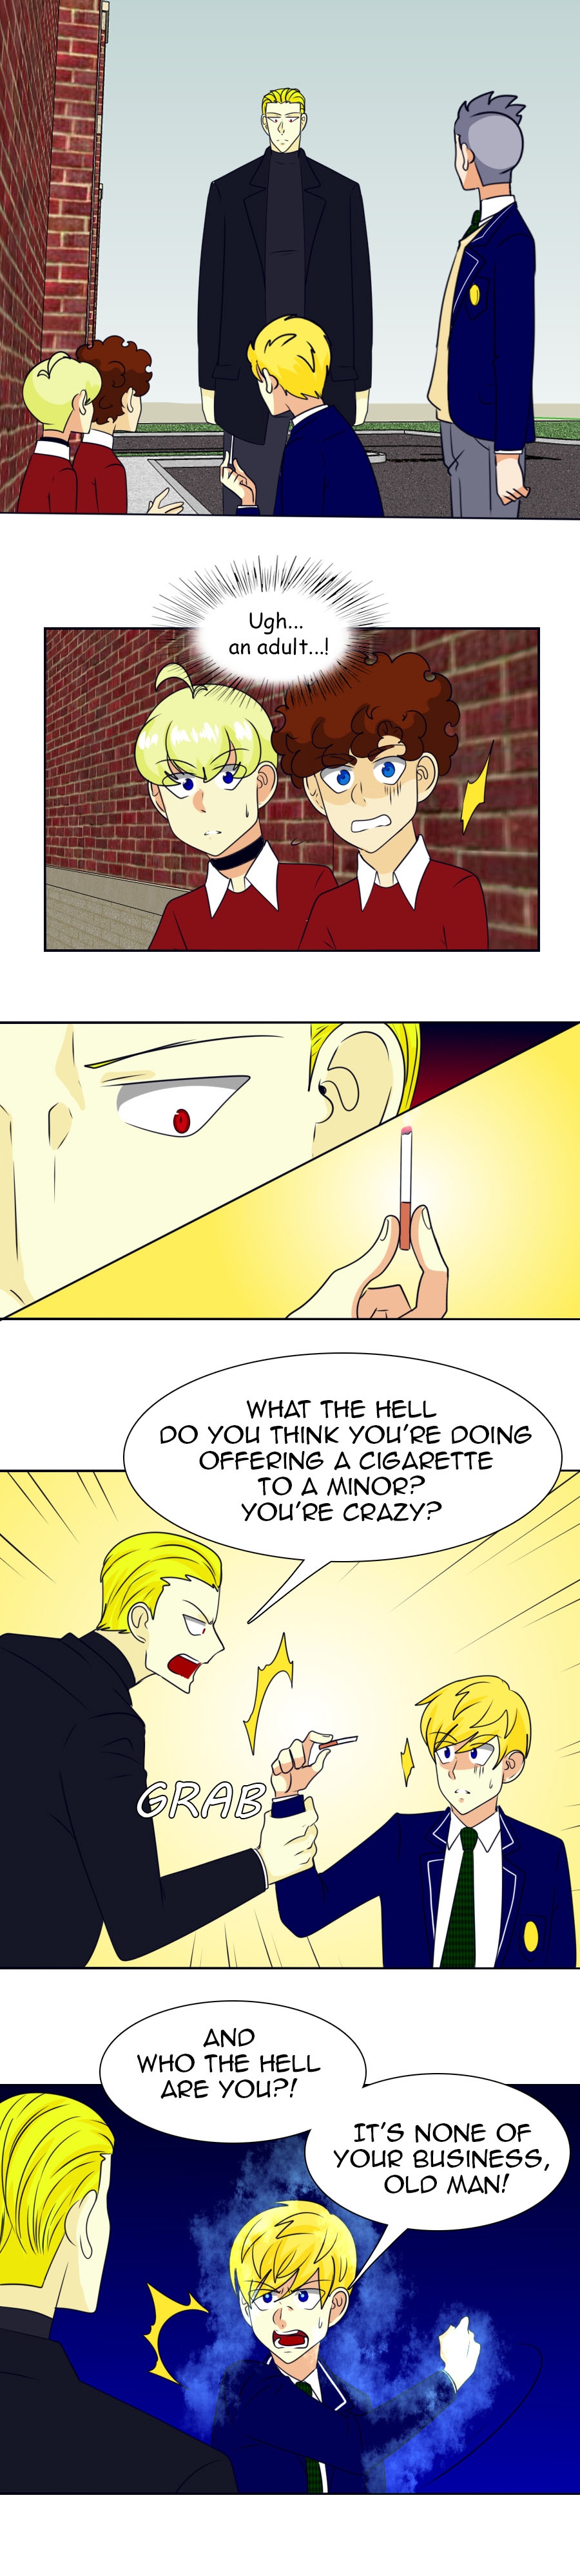 Ugh...
an adult...!
WHAT THE HELL
DO YOU THINK YOU'RE DOING
OFFERING A CIGARETTE
TO A MINOR?
YOU'RE CRAZY?
GRAB
AND
WHO THE HELL
ARE YOU?!
IT'S NONE OF
YOUR BUSINESS,
OLD MAN!